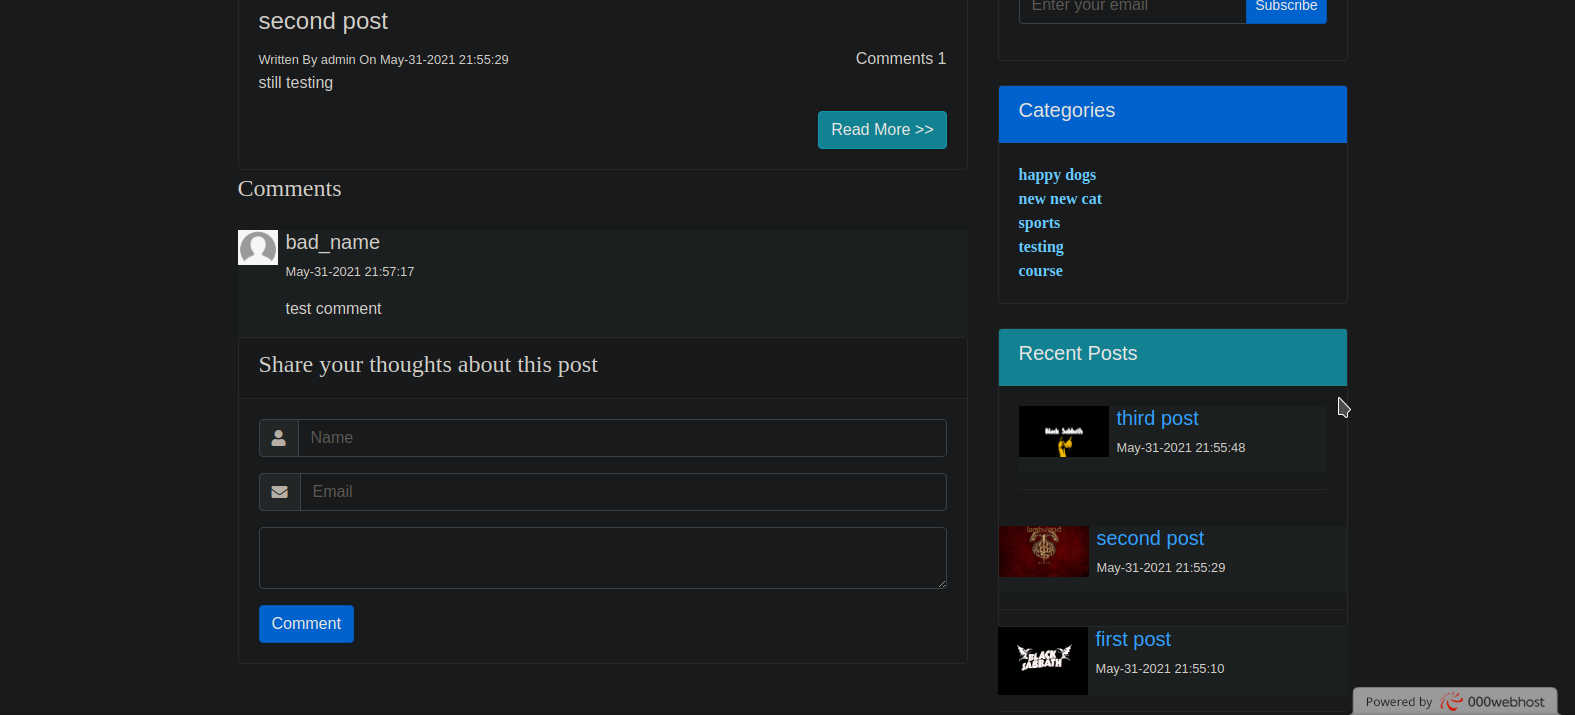 second post
Written By admin On May-31-2021 21:55:29
Comments 1
still testing
Read More >>
Comments
bad_name
May-31-2021 21:57:17
test comment
Share your thoughts about this post
Name
Email
Comment
Enter your email
Subscribe
Categories
happy dogs
new new cat
sports
testing
course
Recent Posts
Black Sabbath
third post
May-31-2021 21:55:48
lamb of god
second post
May-31-2021 21:55:29
BLACK
SABBATH
first post
May-31-2021 21:55:10
Powered by 000webhost